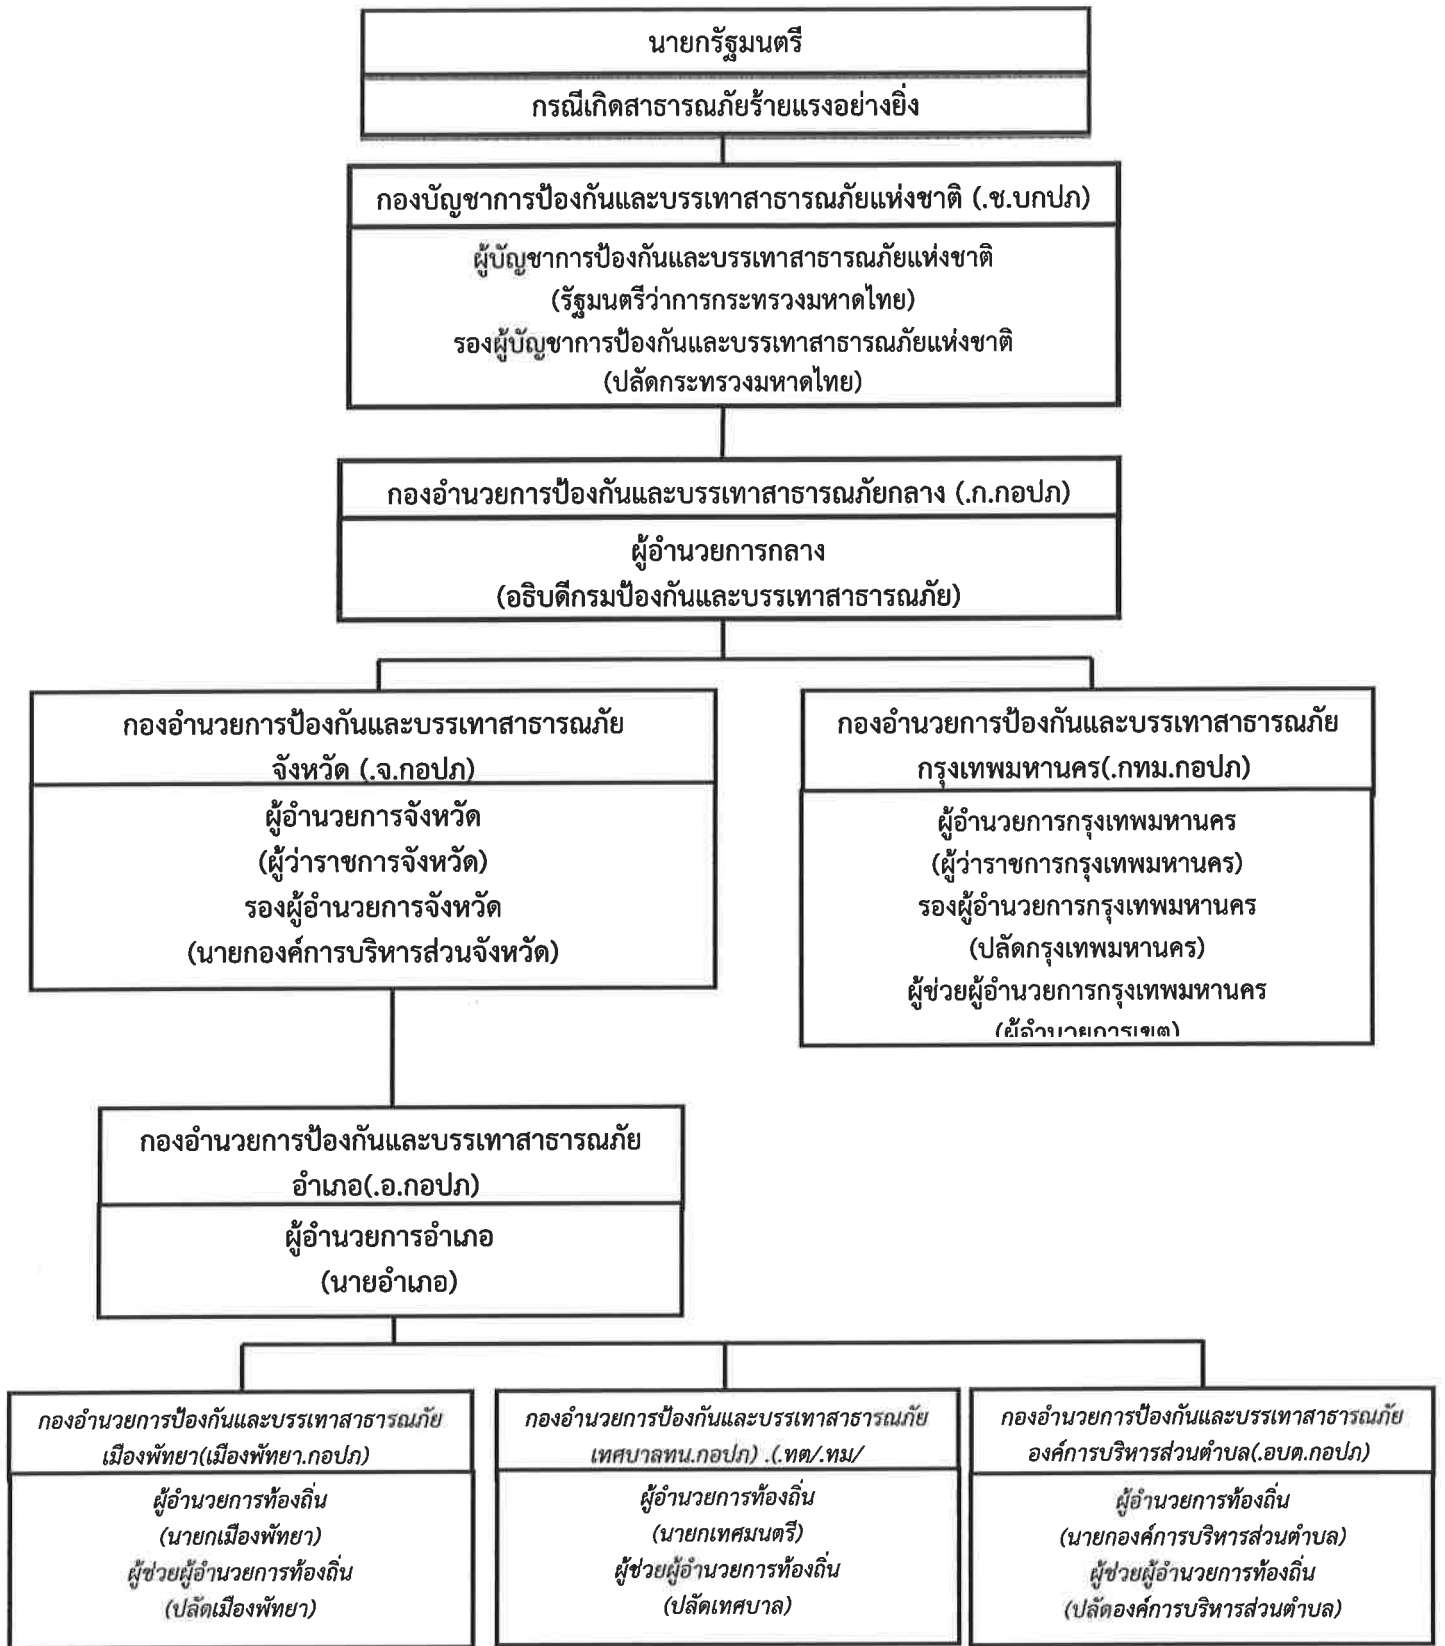 นายกรัฐมนตรี
กรณีเกิดสาธารณภัยร้ายแรงอย่างยิ่ง
กองบัญชาการป้องกันและบรรเทาสาธารณภัยแห่งชาติ (.ช.บกปภ)
ผู้บัญชาการป้องกันและบรรเทาสาธารณภัยแห่งชาติ
(รัฐมนตรีว่าการกระทรวงมหาดไทย)
รองผู้บัญชาการป้องกันและบรรเทาสาธารณภัยแห่งชาติ
(ปลัดกระทรวงมหาดไทย)
กองอำนวยการป้องกันและบรรเทาสาธารณภัยกลาง (.ก.กอปภ)
ผู้อำนวยการกลาง
(อธิบดีกรมป้องกันและบรรเทาสาธารณภัย)
กองอำนวยการป้องกันและบรรเทาสาธารณภัย
จังหวัด (.จ.กอปภ)
ผู้อำนวยการจังหวัด
(ผู้ว่าราชการจังหวัด)
รองผู้อำนวยการจังหวัด
(นายกองค์การบริหารส่วนจังหวัด)
กองอำนวยการป้องกันและบรรเทาสาธารณภัย
กรุงเทพมหานคร(.กทม.กอปภ)
ผู้อำนวยการกรุงเทพมหานคร
(ผู้ว่าราชการกรุงเทพมหานคร)
รองผู้อำนวยการกรุงเทพมหานคร
(ปลัดกรุงเทพมหานคร)
ผู้ช่วยผู้อำนวยการกรุงเทพมหานคร
(ผู้อำนวยการเขต)
กองอำนวยการป้องกันและบรรเทาสาธารณภัย
อำเภอ(.อ.กอปภ)
ผู้อำนวยการอำเภอ
(นายอำเภอ)
กองอำนวยการป้องกันและบรรเทาสาธารณภัย
เมืองพัทยา(เมืองพัทยา.กอปภ)
ผู้อำนวยการท้องถิ่น
(นายกเมืองพัทยา)
ผู้ช่วยผู้อำนวยการท้องถิ่น
(ปลัดเมืองพัทยา)
กองอำนวยการป้องกันและบรรเทาสาธารณภัย
เทศบาลทน.กอปภ) .(.ทต/.ทม/
ผู้อำนวยการท้องถิ่น
(นายกเทศมนตรี)
ผู้ช่วยผู้อำนวยการท้องถิ่น
(ปลัดเทศบาล)
กองอำนวยการป้องกันและบรรเทาสาธารณภัย
องค์การบริหารส่วนตำบล(.อบต.กอปภ)
ผู้อำนวยการท้องถิ่น
(นายกองค์การบริหารส่วนตำบล)
ผู้ช่วยผู้อำนวยการท้องถิ่น
(ปลัดองค์การบริหารส่วนตำบล)